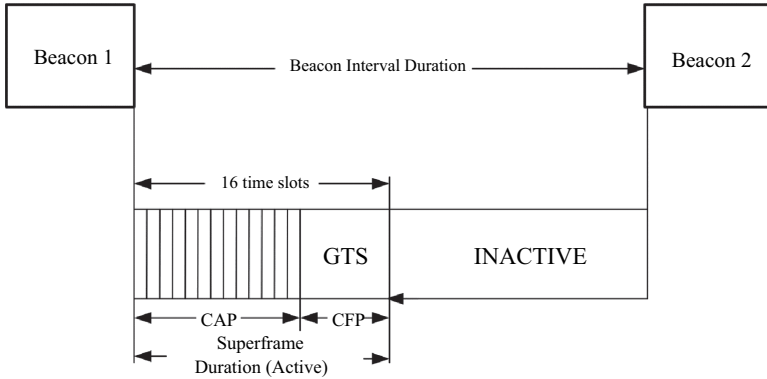 Beacon 1
Beacon Interval Duration
Beacon 2
16 time slots
GTS
INACTIVE
CAP
CFP
Superframe
Duration (Active)